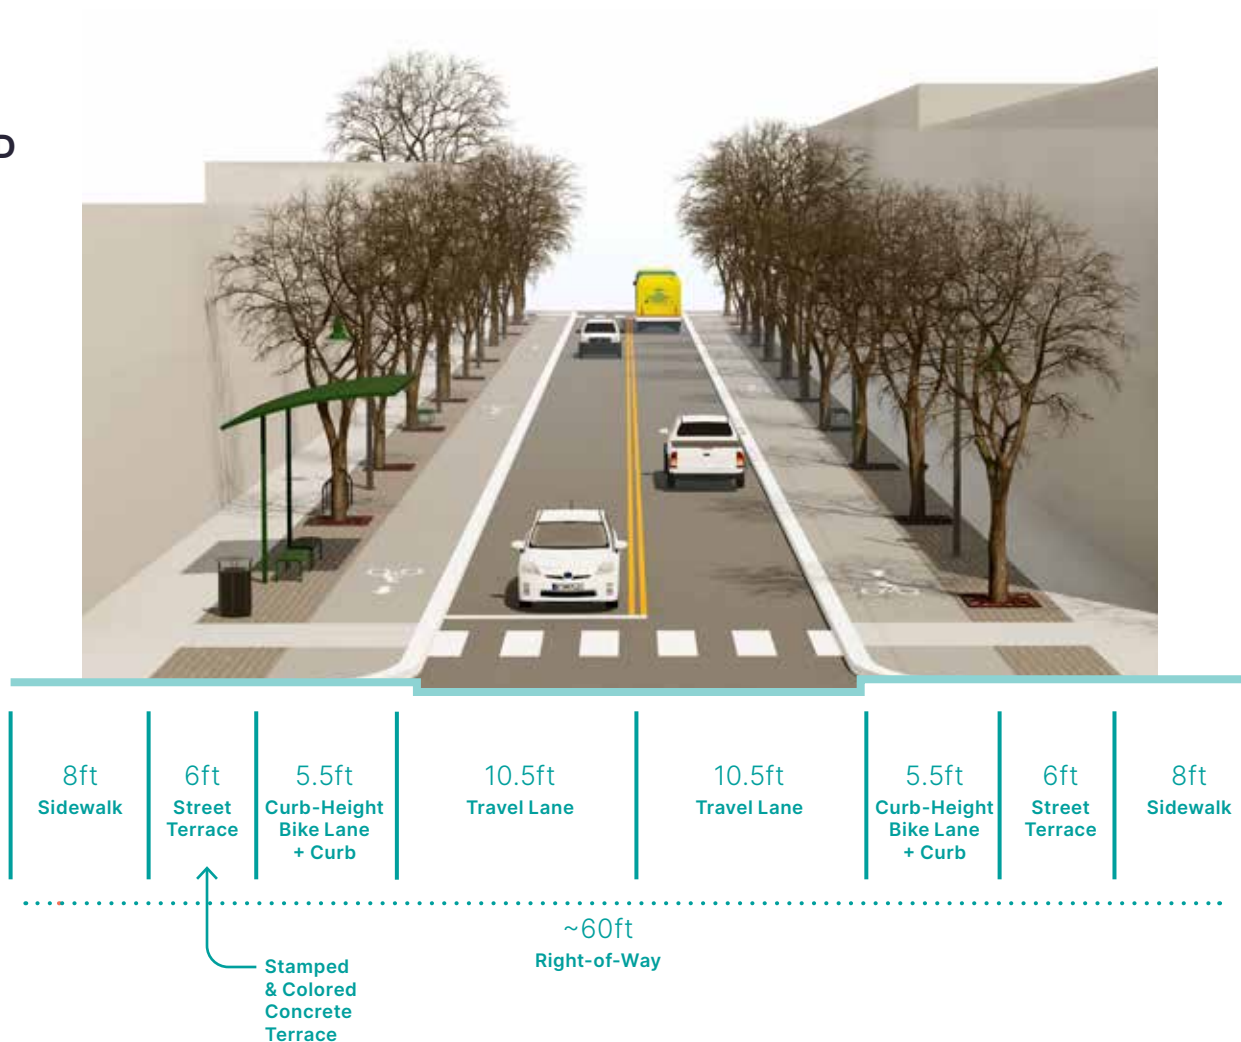 D
8ft
Sidewalk
6ft
Street
Terrace
5.5ft
Curb-Height
Bike Lane
+ Curb
10.5ft
Travel Lane
10.5ft
Travel Lane
5.5ft
Curb-Height
Bike Lane
+ Curb
6ft
Street
Terrace
8ft
Sidewalk
~60ft
Right-of-Way
Stamped
& Colored
Concrete
Terrace